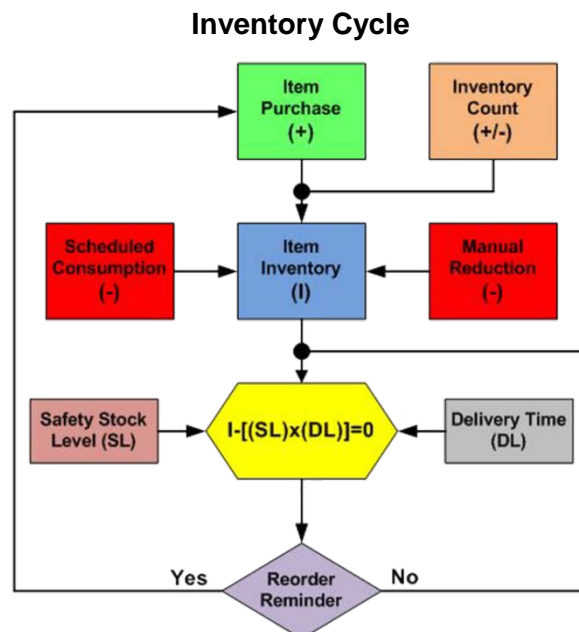 Inventory Cycle
Item
Purchase
(+)
Inventory
Count
(+/-)
Scheduled
Consumption
(-)
Item
Inventory
(I)
Manual
Reduction
(-)
Safety Stock
Level (SL)
I-[(SL)x(DL)]=0
Delivery Time
(DL)
Yes
Reorder
Reminder
No